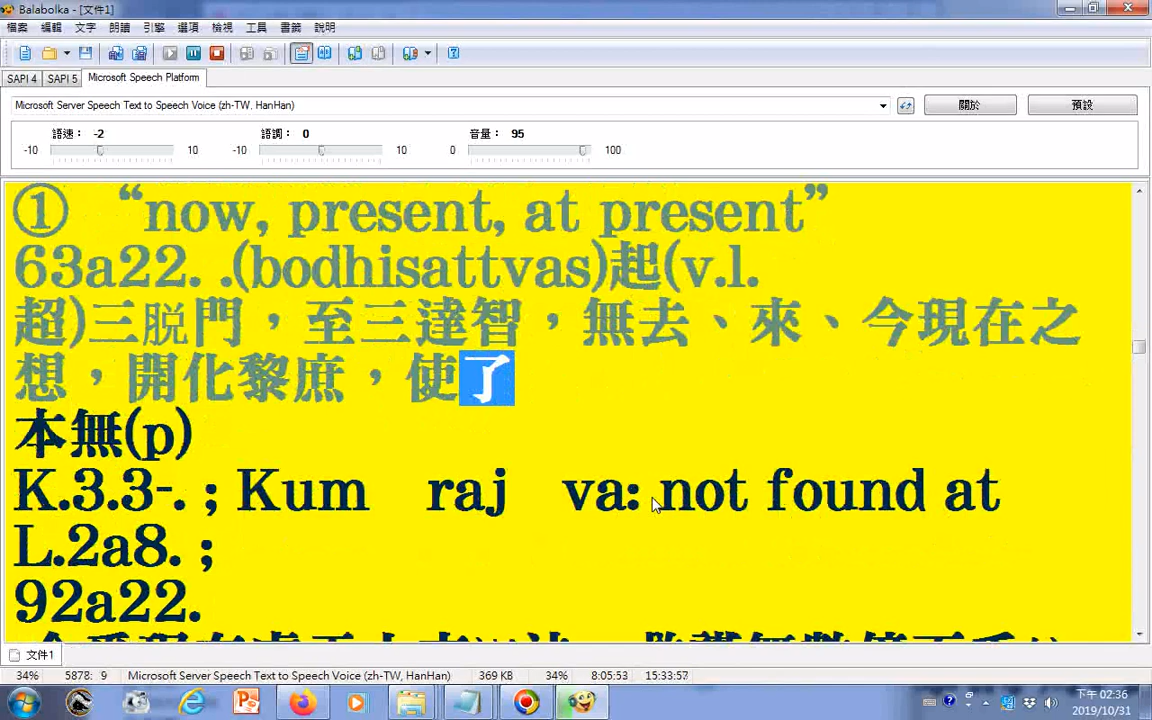 Balabolka - [文件1]
檔案 編輯 文字 朗讀 引擎 選項 檢視 工具 書籤 說明
SAPI 4 SAPI 5 Microsoft Speech Platform
Microsoft Server Speech Text to Speech Voice (zh-TW, HanHan) 關於 預設
語速： -2 語調： 0 音量： 95
-10 10 -10 10 0 100
① “now, present, at present”
63a22. .(bodhisattvas)起(v.l.
超)三脱門，至三達智，無去、來、今現在之
想，開化黎庶，使了
本無(p)
K.3.3-. ; Kum raj va: not found at
L.2a8. ;
92a22.
文件1
34% 5878: 9 Microsoft Server Speech Text to Speech Voice (zh-TW, HanHan) 369 KB 34% 8:05:53 15:33:57
下午 02:36
2019/10/31